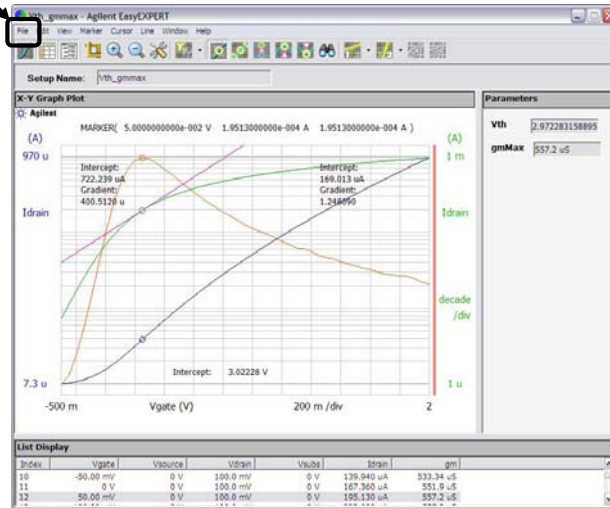 Vth_gmmax - Agilent EasyEXPERT
File Edit View Marker Cursor Line Window Help
Setup Name: Vth_gmmax
X-Y Graph Plot
Parameters
Agilent
MARKER( 5.0000000000e-002 V 1.9513000000e-004 A 1.9513000000e-004 A )
Vth 2.972283158895
gmMax 557.2 uS
(A) (A)
970 u 1 m
Intercept: Intercept:
722.239 uA 169.013 uA
Gradient: Gradient:
400.5120 u 1.248090
Idrain Idrain
decade
/div
Intercept: 3.02228 V
7.3 u 1 u
-500 m Vgate (V) 200 m /div 2
List Display
Index Vgate Vsource Vdrain Vsubs Idrain gm
10 -50.00 mV 0 V 100.0 mV 0 V 139.940 uA 533.34 uS
11 0 V 0 V 100.0 mV 0 V 167.360 uA 551.9 uS
12 50.00 mV 0 V 100.0 mV 0 V 195.130 uA 557.2 uS